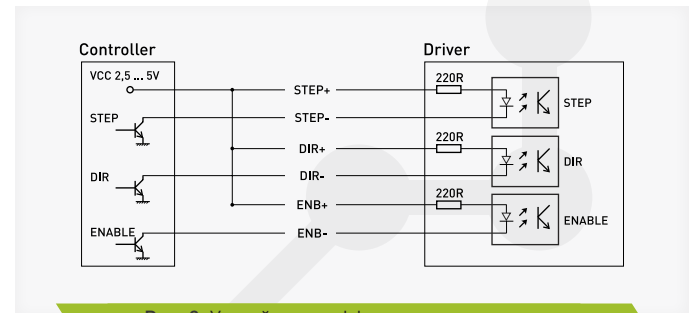 Controller
Driver
VCC 2,5 ... 5V
220R
STEP+
STEP
STEP-
STEP
220R
DIR+
DIR
DIR-
DIR
220R
ENB+
ENABLE
ENB-
ENABLE